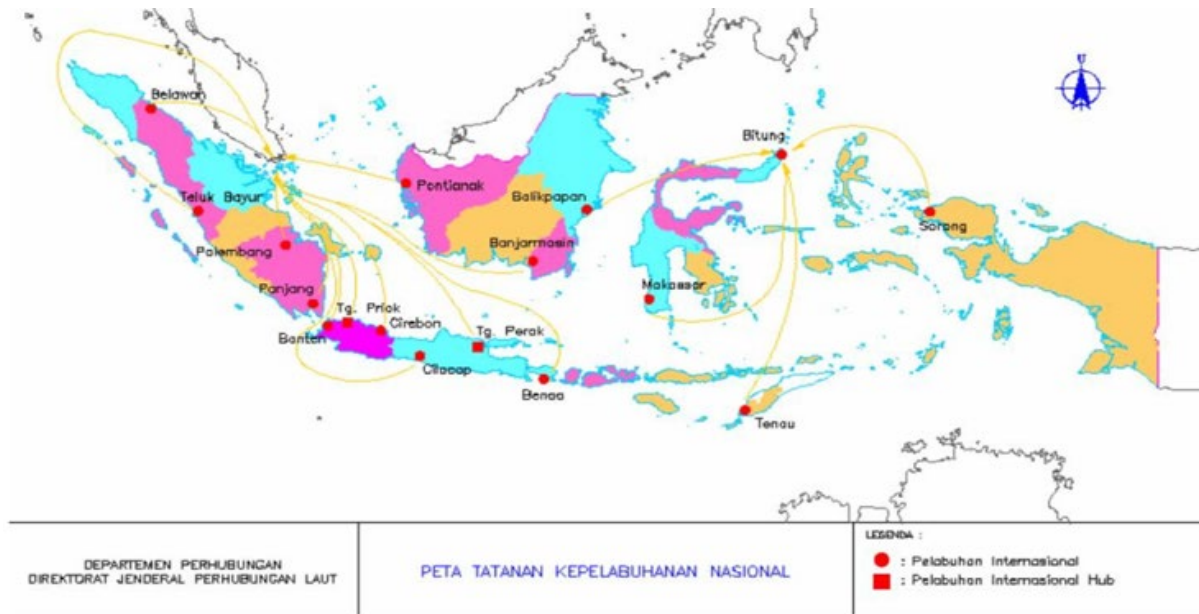 U
Belawan
Bitung
Pontianak
Teluk Bayur
Balikpapan
Sorong
Palembang
Banjarmasin
Panjang
Makassar
Tg. Priok
Cirebon
Banten
Tg. Perak
Cilacap
Benoa
Tenau
DEPARTEMEN PERHUBUNGAN
DIREKTORAT JENDERAL PERHUBUNGAN LAUT
PETA TATANAN KEPELABUHANAN NASIONAL
LEGENDA :
: Pelabuhan Internasional
: Pelabuhan Internasional Hub